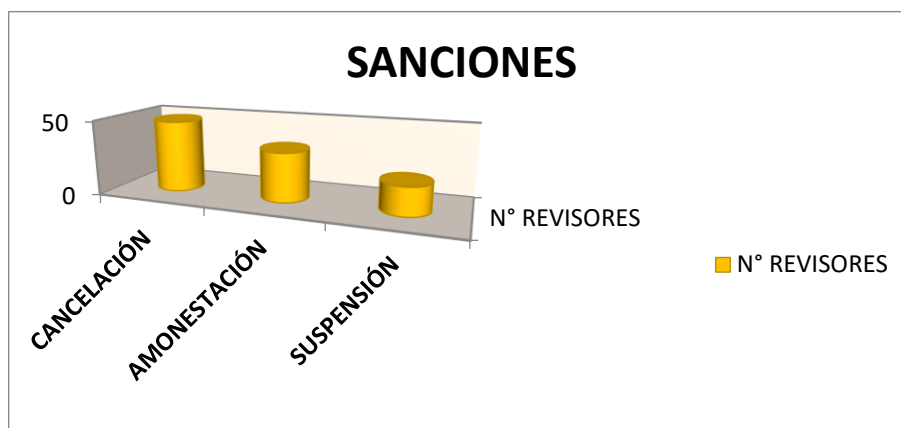 SANCIONES
50
0
N° REVISORES
CANCELACIÓN
AMONESTACIÓN
SUSPENSIÓN
N° REVISORES